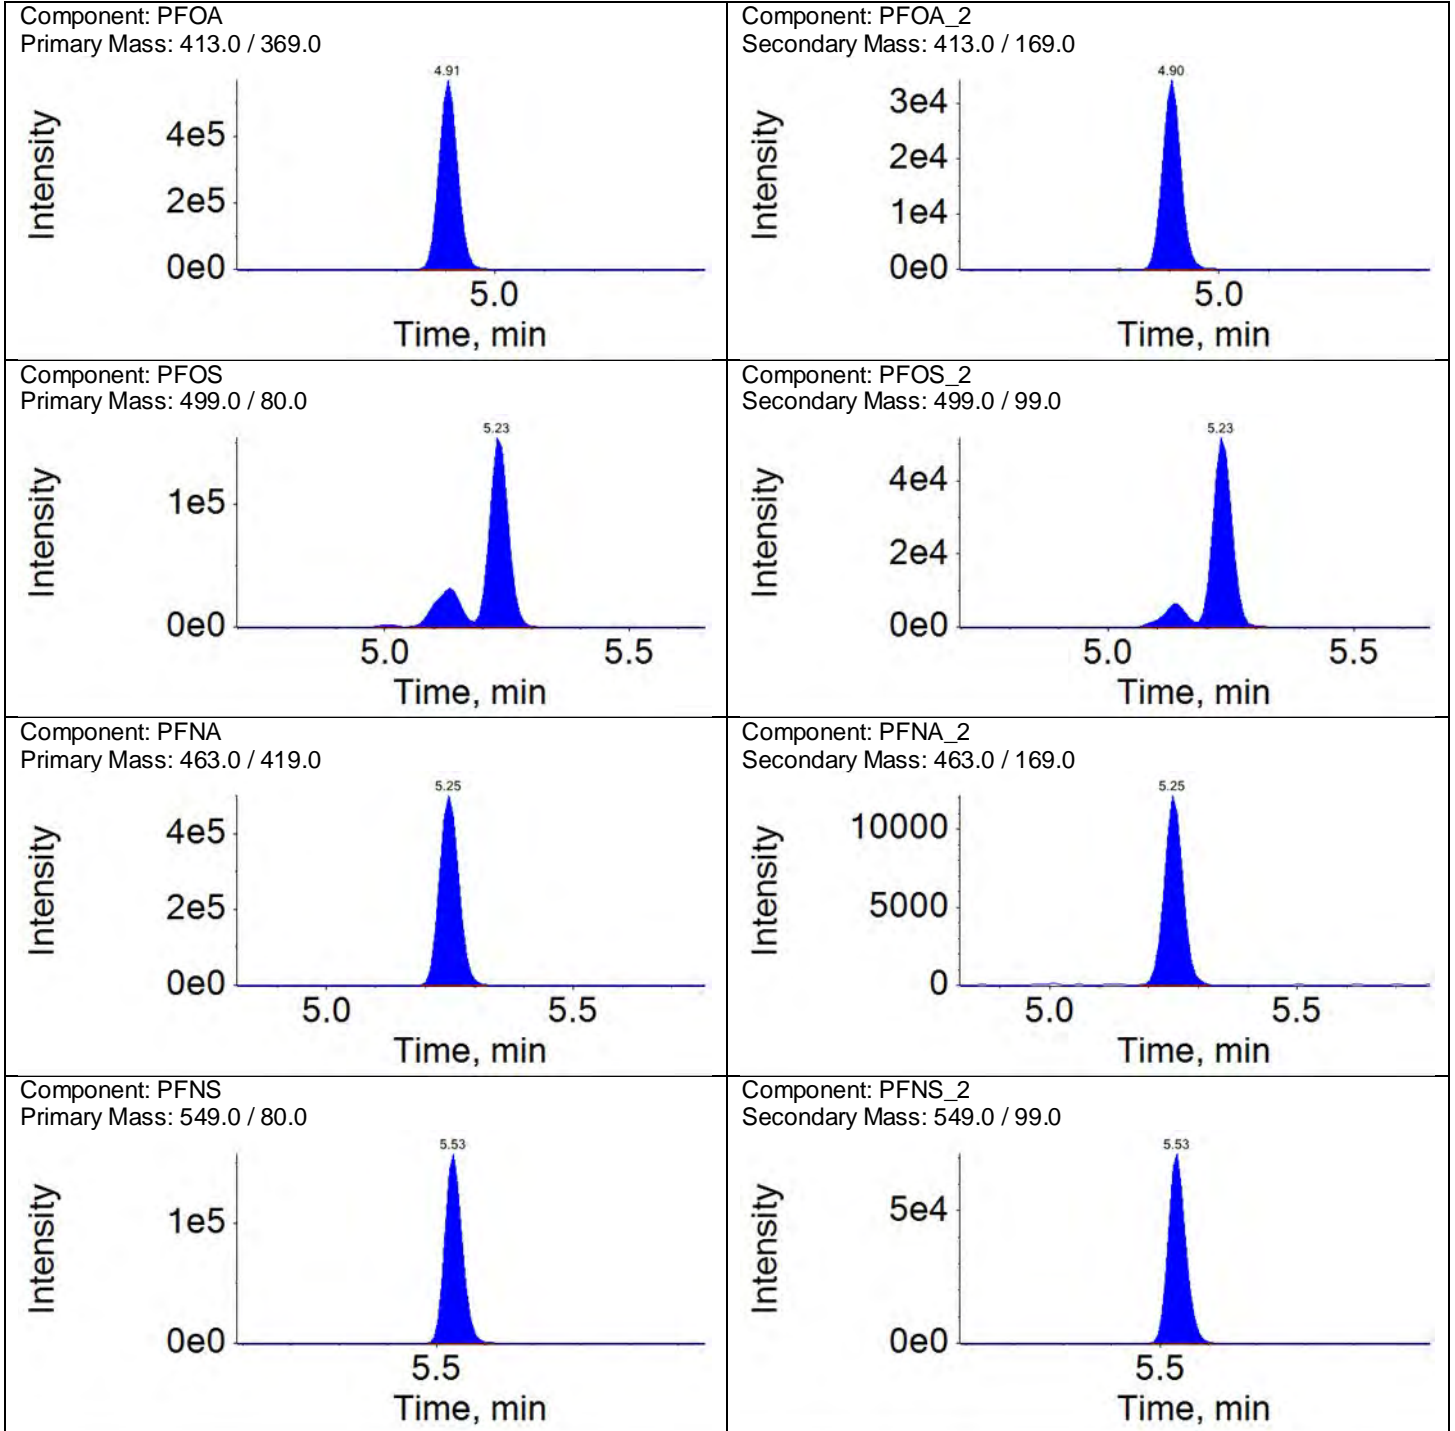 Component: PFOA
Primary Mass: 413.0 / 369.0
4.91
4e5
2e5
0e0
Intensity
5.0
Time, min
Component: PFOA_2
Secondary Mass: 413.0 / 169.0
4.90
3e4
2e4
1e4
0e0
Intensity
5.0
Time, min
Component: PFOS
Primary Mass: 499.0 / 80.0
5.23
1e5
0e0
Intensity
5.0 5.5
Time, min
Component: PFOS_2
Secondary Mass: 499.0 / 99.0
5.23
4e4
2e4
0e0
Intensity
5.0 5.5
Time, min
Component: PFNA
Primary Mass: 463.0 / 419.0
5.25
4e5
2e5
0e0
Intensity
5.0 5.5
Time, min
Component: PFNA_2
Secondary Mass: 463.0 / 169.0
5.25
10000
5000
0
Intensity
5.0 5.5
Time, min
Component: PFNS
Primary Mass: 549.0 / 80.0
5.53
1e5
0e0
Intensity
5.5
Time, min
Component: PFNS_2
Secondary Mass: 549.0 / 99.0
5.53
5e4
0e0
Intensity
5.5
Time, min